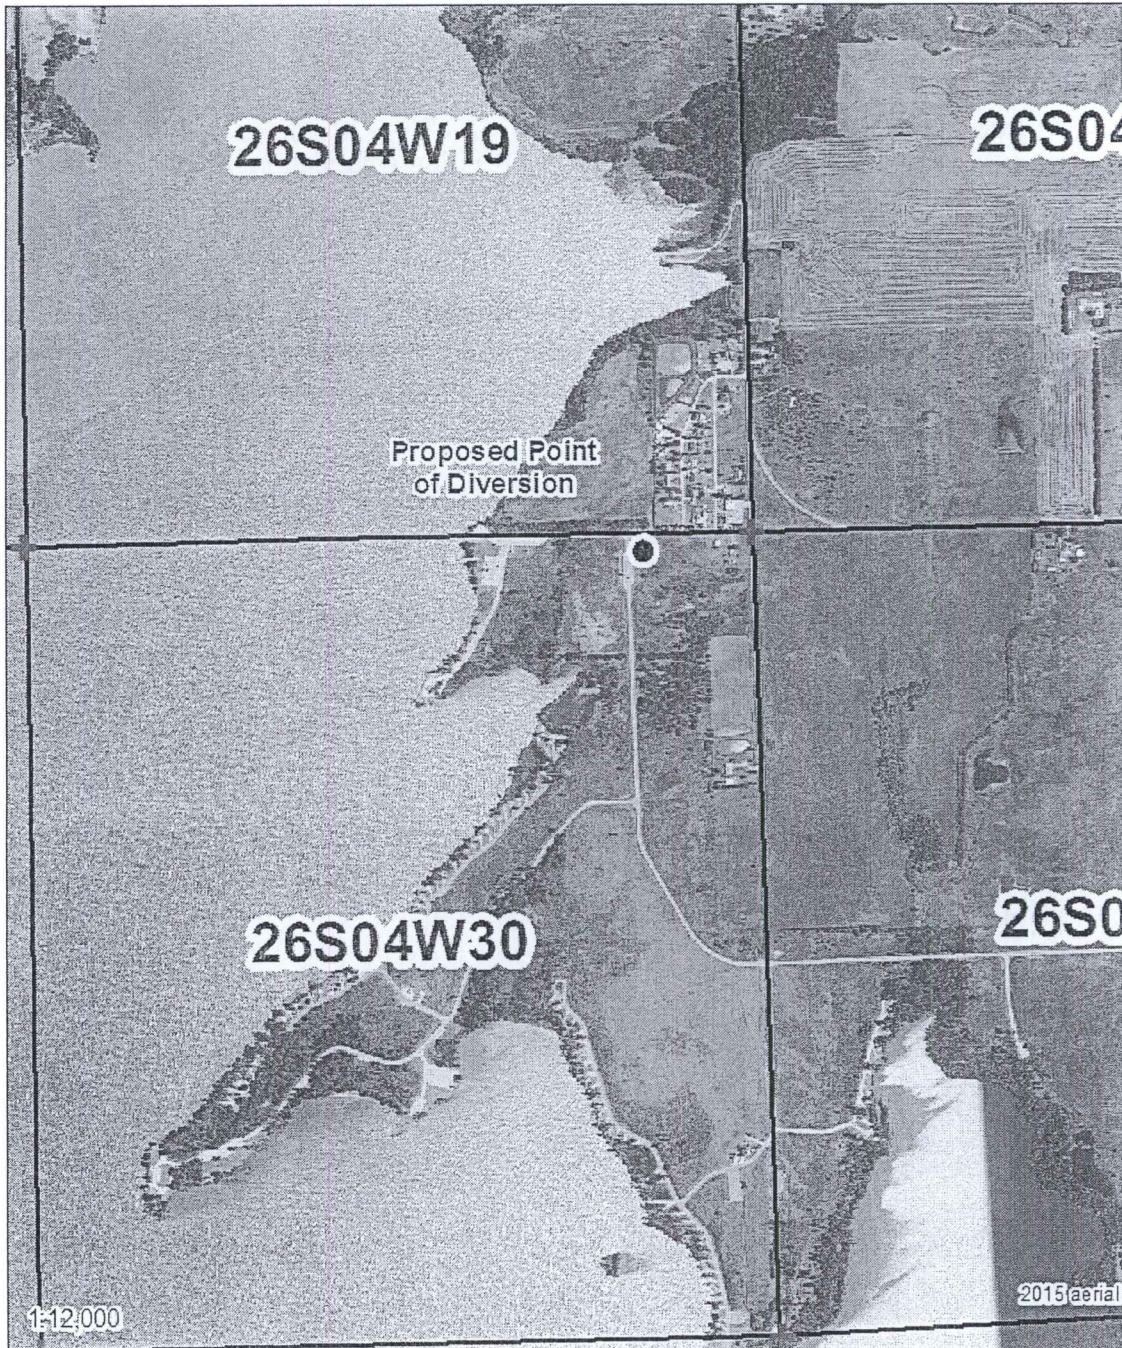 26S04W19
26S04
Proposed Point
of Diversion
26S04W30
26S0
1:12,000
2015 aerial